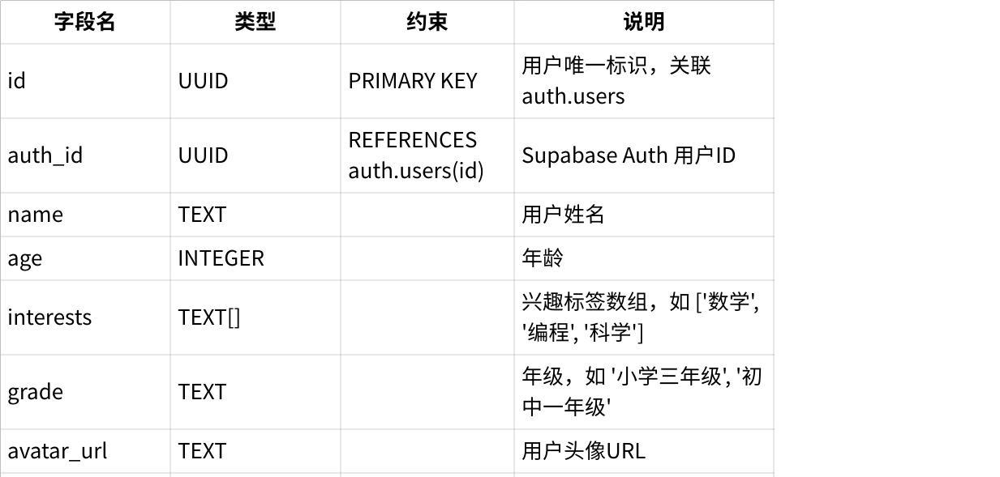 字段名 类型 约束 说明
id UUID PRIMARY KEY 用户唯一标识，关联
auth.users
auth_id UUID REFERENCES
auth.users(id) Supabase Auth 用户ID
name TEXT 用户姓名
age INTEGER 年龄
interests TEXT[] 兴趣标签数组，如 ['数学',
'编程', '科学']
grade TEXT 年级，如 '小学三年级', '初
中一年级'
avatar_url TEXT 用户头像URL